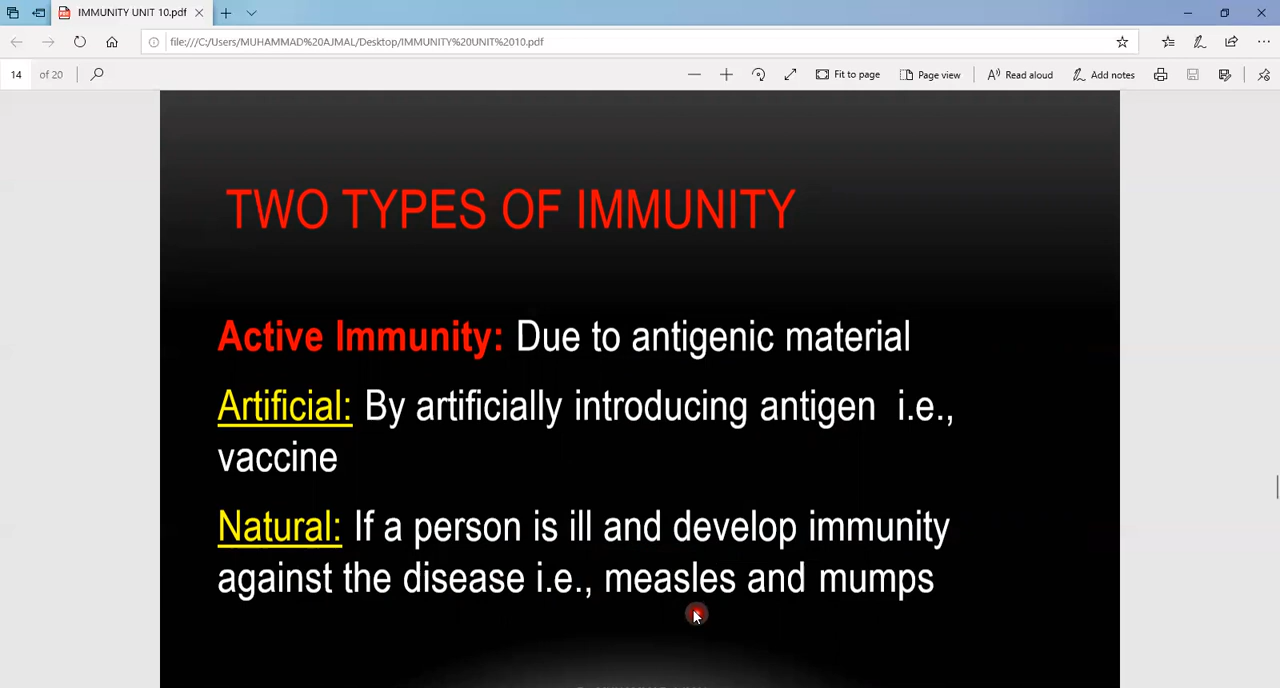 IMMUNITY UNIT 10.pdf
file:///C:/Users/MUHAMMAD%20AJMAL/Desktop/IMMUNITY%20UNIT%2010.pdf
14 of 20 Fit to page Page view Read aloud Add notes
TWO TYPES OF IMMUNITY
Active Immunity: Due to antigenic material
Artificial: By artificially introducing antigen i.e.,
vaccine
Natural: If a person is ill and develop immunity
against the disease i.e., measles and mumps